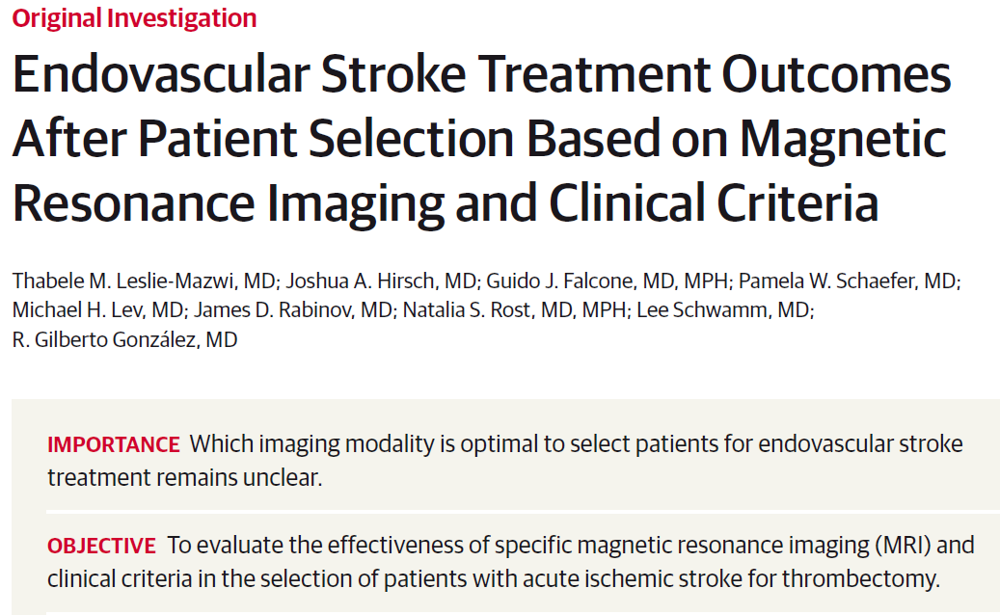 Original Investigation
Endovascular Stroke Treatment Outcomes
After Patient Selection Based on Magnetic
Resonance Imaging and Clinical Criteria
Thabele M. Leslie-Mazwi, MD; Joshua A. Hirsch, MD; Guido J. Falcone, MD, MPH; Pamela W. Schaefer, MD;
Michael H. Lev, MD; James D. Rabinov, MD; Natalia S. Rost, MD, MPH; Lee Schwamm, MD;
R. Gilberto González, MD
IMPORTANCE Which imaging modality is optimal to select patients for endovascular stroke
treatment remains unclear.
OBJECTIVE To evaluate the effectiveness of specific magnetic resonance imaging (MRI) and
clinical criteria in the selection of patients with acute ischemic stroke for thrombectomy.